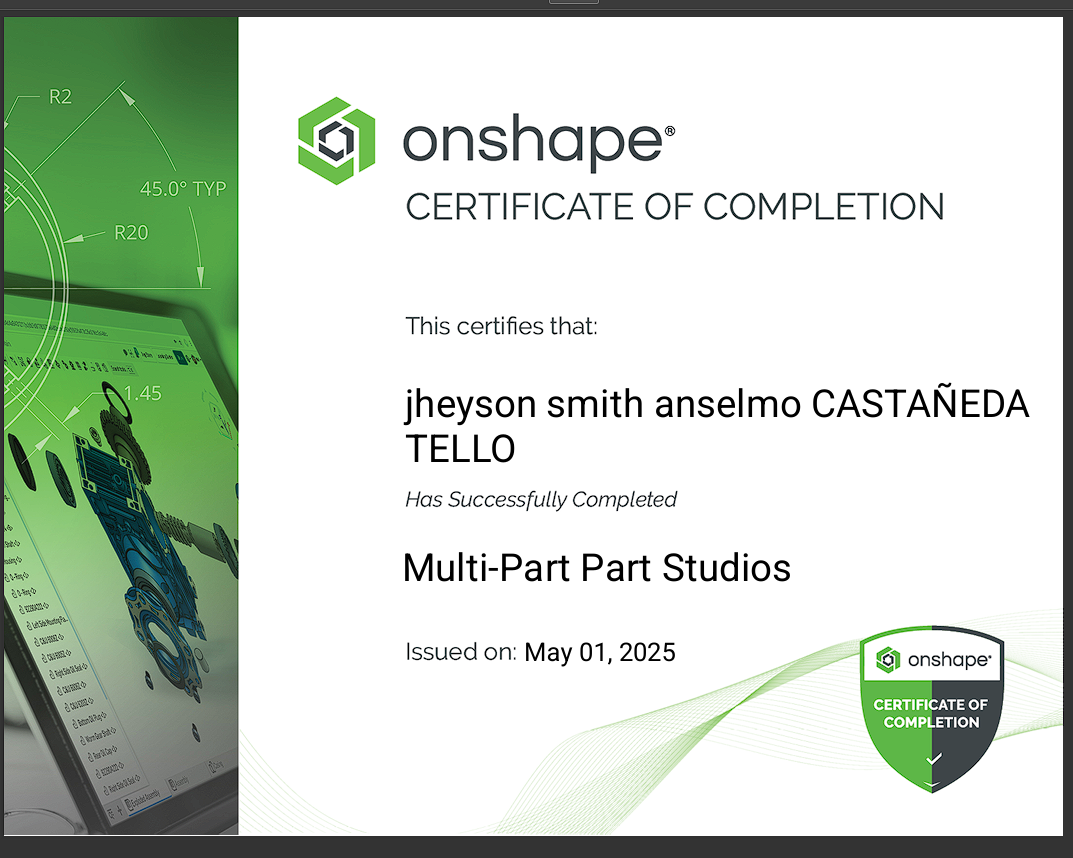 R2
45.0° TYP
R20
1.45
onshape®
CERTIFICATE OF COMPLETION
This certifies that:
jheyson smith anselmo CASTAÑEDA
TELLO
Has Successfully Completed
Multi-Part Part Studios
Issued on: May 01, 2025
onshape®
CERTIFICATE OF
COMPLETION